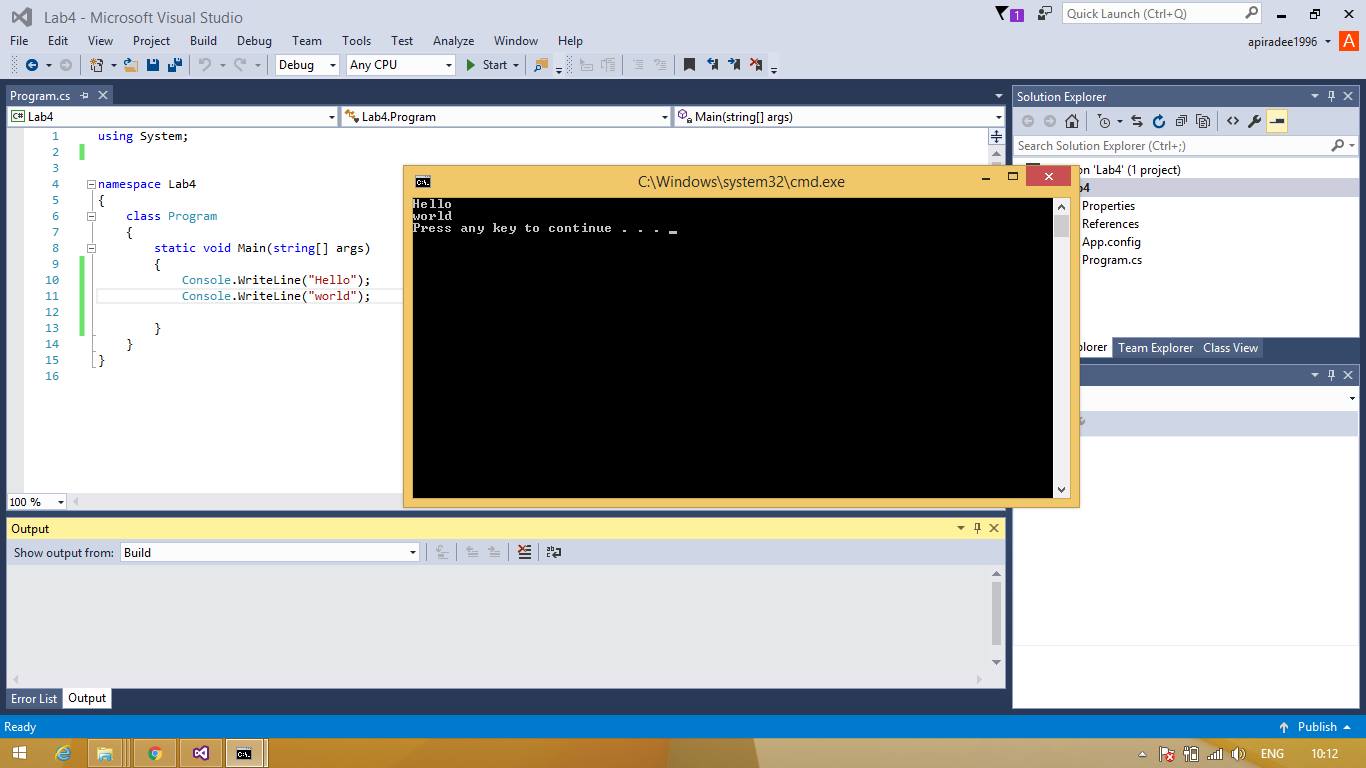 Lab4 - Microsoft Visual Studio
1
Quick Launch (Ctrl+Q)
File Edit View Project Build Debug Team Tools Test Analyze Window Help
apiradee1996
A
Debug
Any CPU
Start
Program.cs
C# Lab4
Lab4.Program
Main(string[] args)
1 using System;
2
3
4 namespace Lab4
5 {
6 class Program
7 {
8 static void Main(string[] args)
9 {
10 Console.WriteLine("Hello");
11 Console.WriteLine("world");
12
13 }
14 }
15 }
16
100 %
C:\Windows\system32\cmd.exe
C:\.
Hello
world
Press any key to continue . . . _
Solution Explorer
Search Solution Explorer (Ctrl+;)
on 'Lab4' (1 project)
b4
Properties
References
App.config
Program.cs
plorer
Team Explorer
Class View
Output
Show output from: Build
Error List
Output
Ready
Publish
C:\.
ENG
10:12